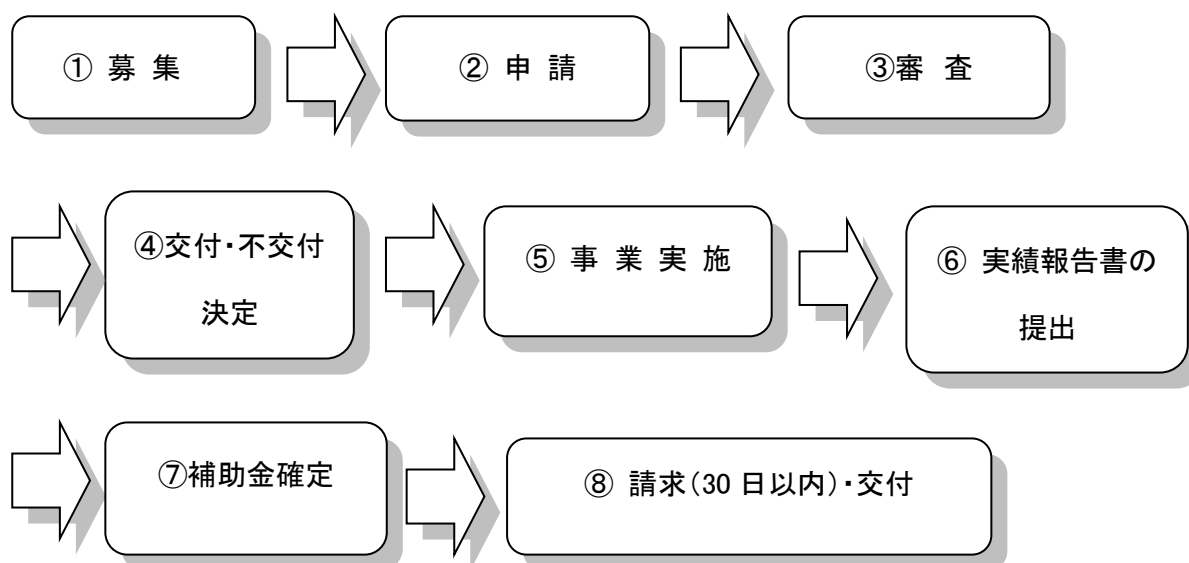 ① 募 集
② 申 請
③審 査
④交付・不交付
決定
⑤ 事 業 実 施
⑥ 実績報告書の
提出
⑦補助金確定
⑧ 請求(30 日以内)・交付